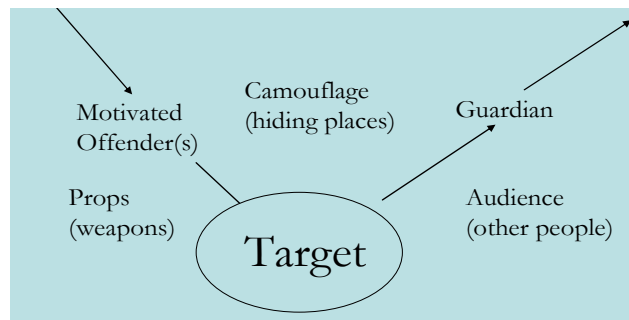 Camouflage
(hiding places)
Motivated
Offender(s)
Guardian
Props
(weapons)
Audience
(other people)
Target